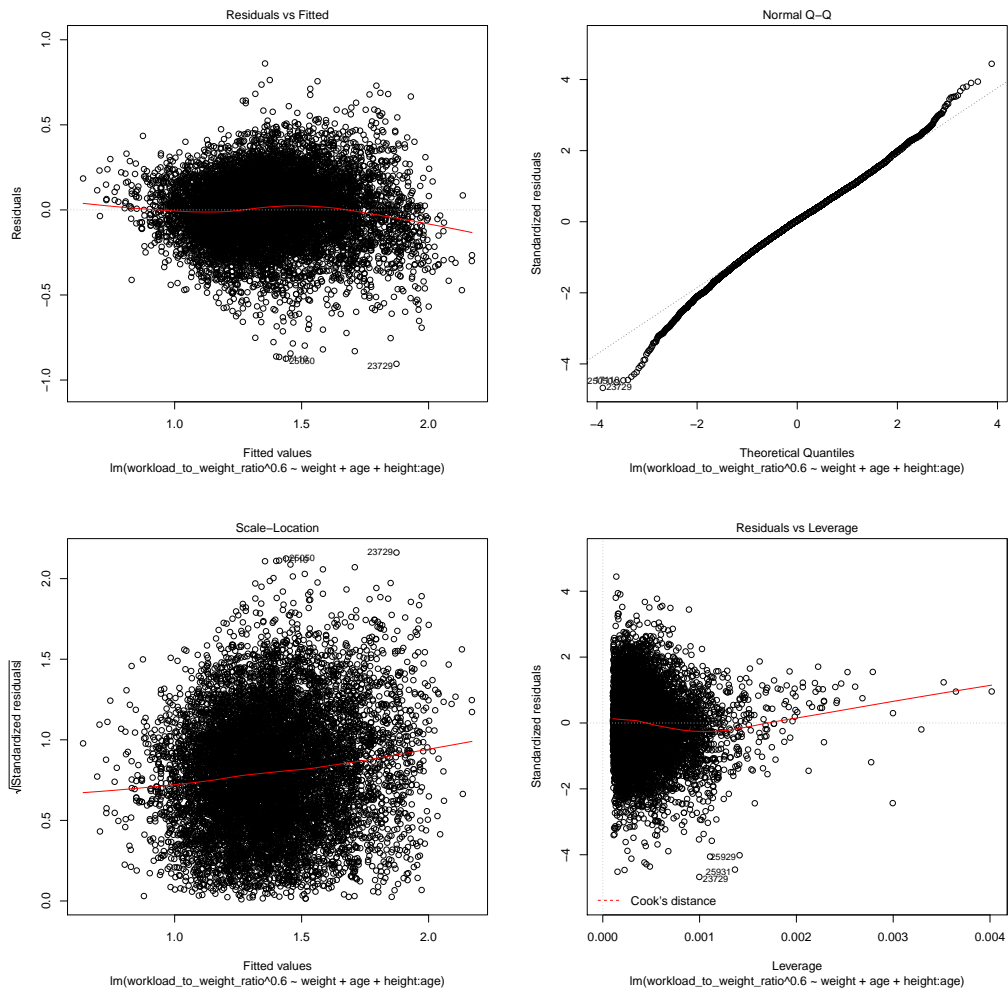 Residuals vs Fitted
Residuals
1.0
0.5
0.0
−0.5
−1.0
25060
23729
1.0
1.5
2.0
Fitted values
lm(workload_to_weight_ratio^0.6 ~ weight + age + height:age)
Normal Q−Q
Standardized residuals
4
2
0
−2
−4
23729
−4
−2
0
2
4
Theoretical Quantiles
lm(workload_to_weight_ratio^0.6 ~ weight + age + height:age)
Scale−Location
√|Standardized residuals|
2.0
1.5
1.0
0.5
0.0
25060
23729
1.0
1.5
2.0
Fitted values
lm(workload_to_weight_ratio^0.6 ~ weight + age + height:age)
Residuals vs Leverage
Standardized residuals
4
2
0
−2
−4
25929
25931
23729
Cook's distance
0.000
0.001
0.002
0.003
0.004
Leverage
lm(workload_to_weight_ratio^0.6 ~ weight + age + height:age)